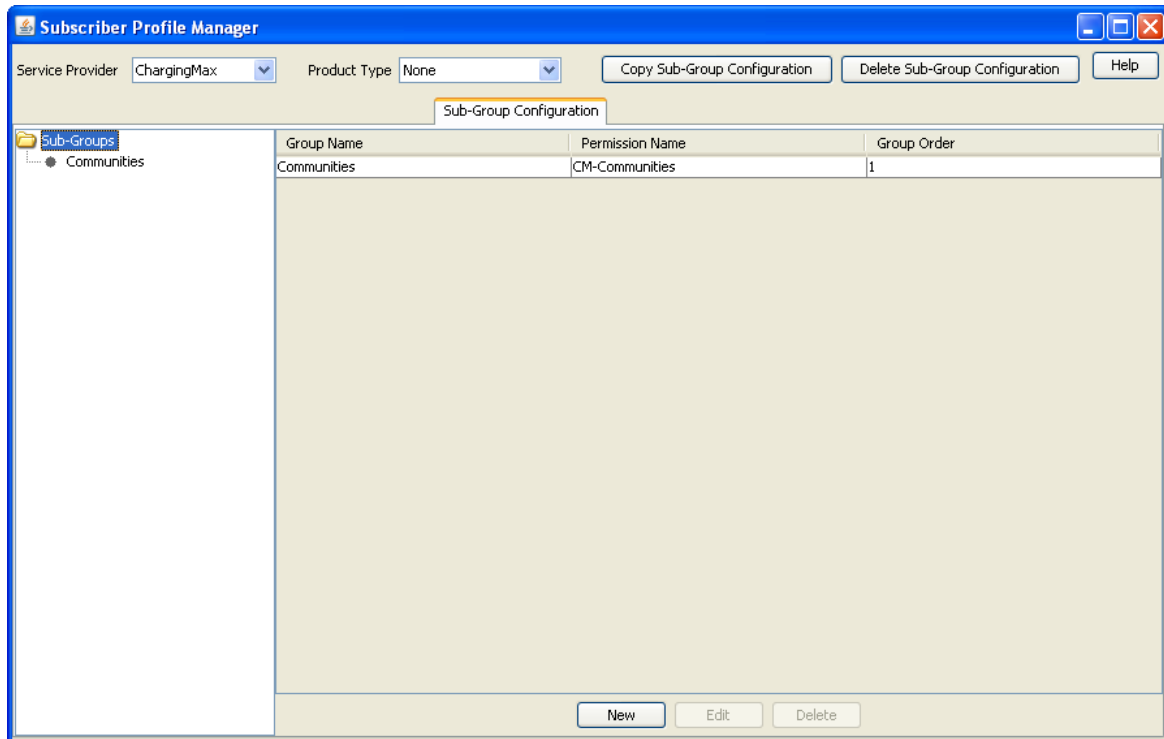 Subscriber Profile Manager
Service Provider ChargingMax Product Type None Copy Sub-Group Configuration Delete Sub-Group Configuration Help
Sub-Group Configuration
Sub-Groups
Communities
Group Name Permission Name Group Order
Communities CM-Communities 1
New Edit Delete